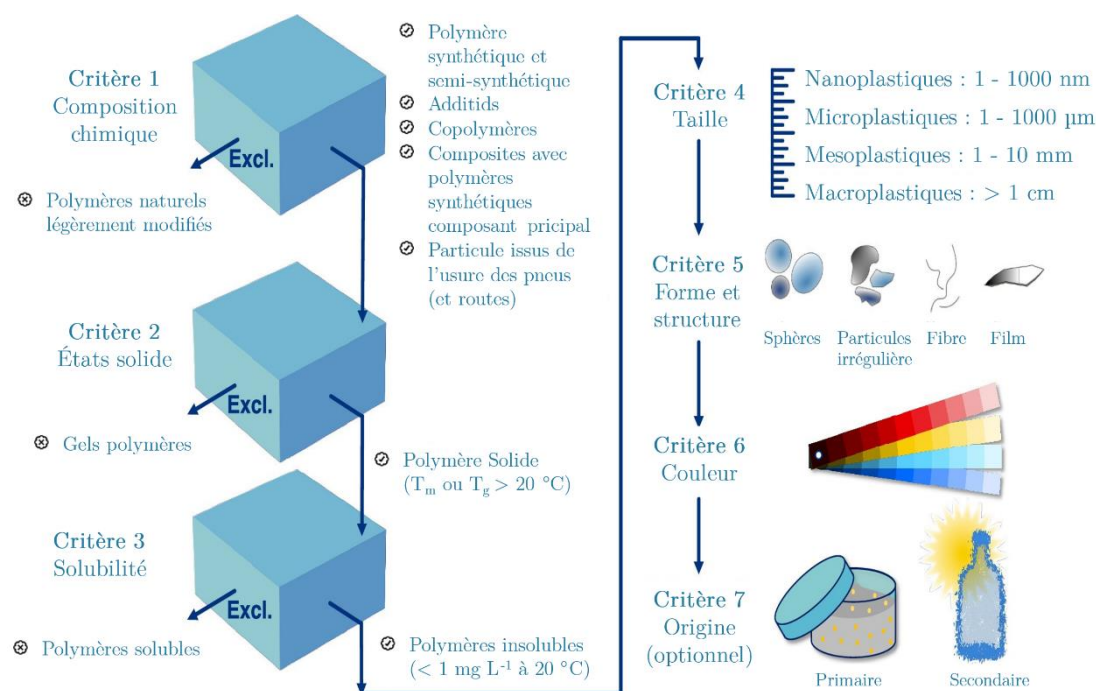 Critère 1
Composition
chimique
Excl.
Polymères naturels
légèrement modifiés
Polymère
synthétique et
semi-synthétique
Additids
Copolymères
Composites avec
polymères
synthétiques
composant pricipal
Particule issus de
l'usure des pneus
(et routes)
Critère 2
États solide
Excl.
Gels polymères
Polymère Solide
(Tm ou Tg > 20 °C)
Critère 3
Solubilité
Excl.
Polymères solubles
Polymères insolubles
(< 1 mg L-1 à 20 °C)
Critère 4
Taille
Nanoplastiques : 1 - 1000 nm
Microplastiques : 1 - 1000 µm
Mesoplastiques : 1 - 10 mm
Macroplastiques : > 1 cm
Critère 5
Forme et
structure
Sphères
Particules
irrégulière
Fibre
Film
Critère 6
Couleur
Critère 7
Origine
(optionnel)
Primaire
Secondaire